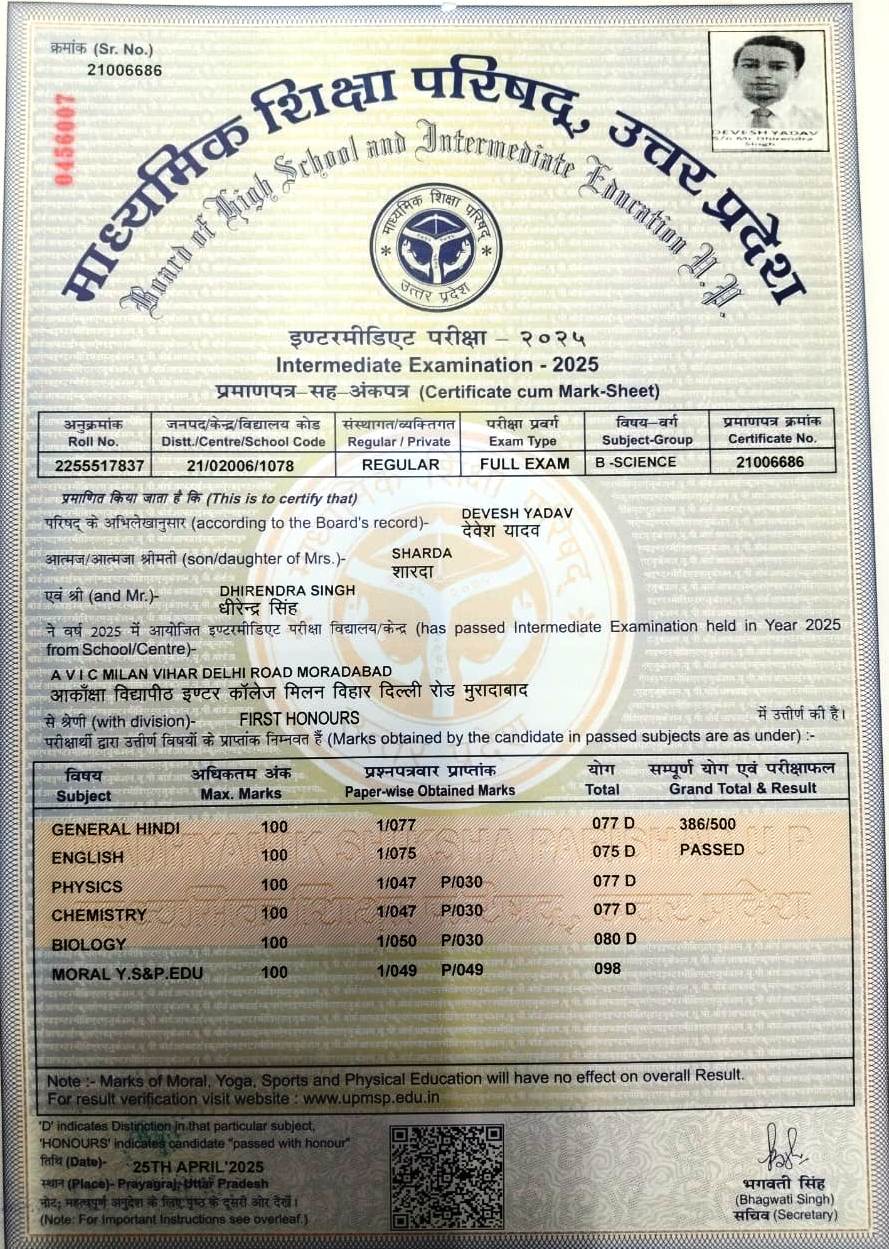 क्रमांक (Sr. No.)
21006686
0456007
माध्यमिक शिक्षा परिषद्, उत्तर प्रदेश
Board of High School and Intermediate Education U.P.
DEVESH YADAV
S/o Mr Dhirendra
Singh
माध्यमिक शिक्षा परिषद्
उत्तर प्रदेश
इण्टरमीडिएट परीक्षा – २०२५
Intermediate Examination - 2025
प्रमाणपत्र–सह–अंकपत्र (Certificate cum Mark-Sheet)
अनुक्रमांक जनपद/केन्द्र/विद्यालय कोड संस्थागत/व्यक्तिगत परीक्षा प्रवर्ग विषय–वर्ग प्रमाणपत्र क्रमांक
Roll No. Distt./Centre/School Code Regular / Private Exam Type Subject-Group Certificate No.
2255517837 21/02006/1078 REGULAR FULL EXAM B -SCIENCE 21006686
प्रमाणित किया जाता है कि (This is to certify that)
परिषद् के अभिलेखानुसार (according to the Board's record)- DEVESH YADAV
देवेश यादव
आत्मज/आत्मजा श्रीमती (son/daughter of Mrs.)- SHARDA
शारदा
एवं श्री (and Mr.)- DHIRENDRA SINGH
धीरेन्द्र सिंह
ने वर्ष 2025 में आयोजित इण्टरमीडिएट परीक्षा विद्यालय/केन्द्र (has passed Intermediate Examination held in Year 2025
from School/Centre)-
A V I C MILAN VIHAR DELHI ROAD MORADABAD
आकाँक्षा विद्यापीठ इण्टर कॉलेज मिलन विहार दिल्ली रोड मुरादाबाद
से श्रेणी (with division)- FIRST HONOURS में उत्तीर्ण की है।
परीक्षार्थी द्वारा उत्तीर्ण विषयों के प्राप्तांक निम्नवत हैं (Marks obtained by the candidate in passed subjects are as under) :-
विषय अधिकतम अंक प्रश्नपत्रवार प्राप्तांक योग सम्पूर्ण योग एवं परीक्षाफल
Subject Max. Marks Paper-wise Obtained Marks Total Grand Total & Result
GENERAL HINDI 100 1/077 077 D 386/500
ENGLISH 100 1/075 075 D PASSED
PHYSICS 100 1/047 P/030 077 D
CHEMISTRY 100 1/047 P/030 077 D
BIOLOGY 100 1/050 P/030 080 D
MORAL Y.S&P.EDU 100 1/049 P/049 098
Note :- Marks of Moral, Yoga, Sports and Physical Education will have no effect on overall Result.
For result verification visit website : www.upmsp.edu.in
'D' indicates Distinction in that particular subject,
'HONOURS' indicates candidate "passed with honour"
तिथि (Date)- 25TH APRIL'2025
स्थान (Place)- Prayagraj, Uttar Pradesh
नोट: महत्वपूर्ण अनुदेश के लिए पृष्ठ के दूसरी ओर देखें।
(Note: For Important Instructions see overleaf.)
भगवती सिंह
(Bhagwati Singh)
सचिव (Secretary)